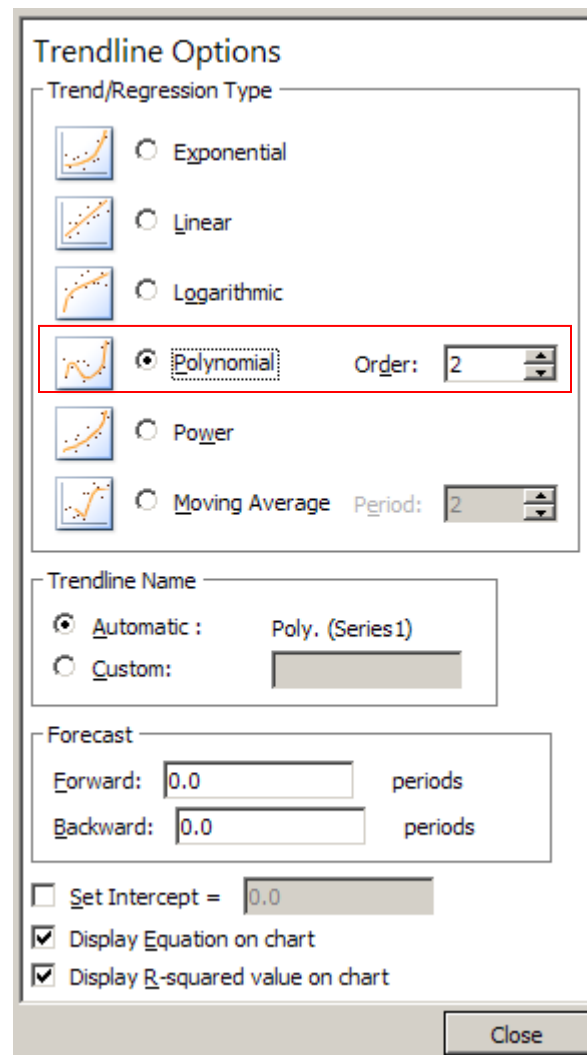 Trendline Options
Trend/Regression Type
Exponential
Linear
Logarithmic
Polynomial Order: 2
Power
Moving Average Period: 2
Trendline Name
Automatic : Poly. (Series1)
Custom:
Forecast
Forward: 0.0 periods
Backward: 0.0 periods
Set Intercept = 0.0
Display Equation on chart
Display R-squared value on chart
Close